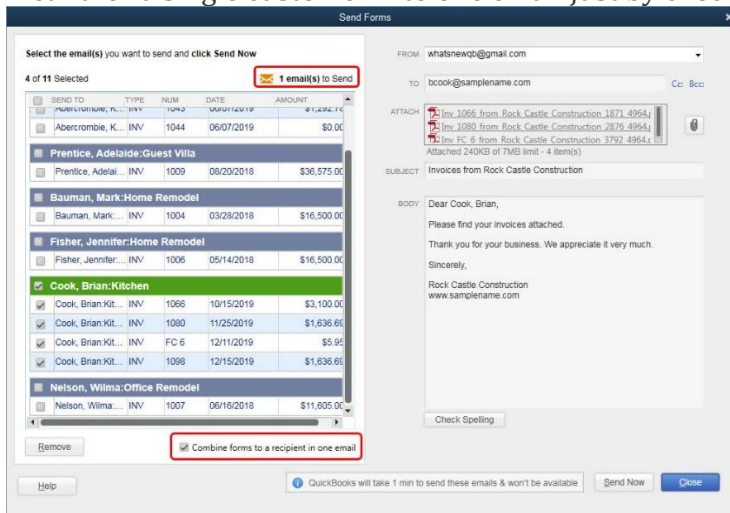 Send Forms
Select the email(s) you want to send and click Send Now
4 of 11 Selected
1 email(s) to Send
SEND TO TYPE NUM DATE AMOUNT
Abercrombie, K... INV 1043 $1,292.
Abercrombie, K... INV 1044 06/07/2019 $0.00
Prentice, Adelaide:Guest Villa
Prentice, Adelai... INV 1009 08/20/2018 $36,575.00
Bauman, Mark:Home Remodel
Bauman, Mark:... INV 1004 03/28/2018 $16,500.00
Fisher, Jennifer:Home Remodel
Fisher, Jennifer:... INV 1006 05/14/2018 $16,500.00
Cook, Brian:Kitchen
Cook, Brian:Kit... INV 1066 10/15/2019 $3,100.00
Cook, Brian:Kit... INV 1080 11/25/2019 $1,636.69
Cook, Brian:Kit... INV FC 6 12/11/2019 $5.95
Cook, Brian:Kit... INV 1098 12/15/2019 $1,636.69
Nelson, Wilma:Office Remodel
Nelson, Wilma:... INV 1007 06/16/2018 $11,605.00
Remove
Combine forms to a recipient in one email
Help
FROM whatsnewqb@gmail.com
TO bcook@samplename.com Cc: Bcc:
ATTACH Inv 1066 from Rock Castle Construction 1871 4964.
Inv 1080 from Rock Castle Construction 2876 4964.
Inv FC 6 from Rock Castle Construction 3792 4964.
Attached 240KB of 7MB limit - 4 item(s)
SUBJECT Invoices from Rock Castle Construction
BODY Dear Cook, Brian,
Please find your invoices attached.
Thank you for your business. We appreciate it very much.
Sincerely,
Rock Castle Construction
www.samplename.com
Check Spelling
QuickBooks will take 1 min to send these emails & won't be available
Send Now
Close